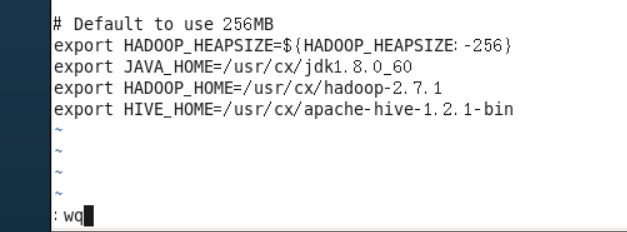 # Default to use 256MB
export HADOOP_HEAPSIZE=${HADOOP_HEAPSIZE:-256}
export JAVA_HOME=/usr/cx/jdk1.8.0_60
export HADOOP_HOME=/usr/cx/hadoop-2.7.1
export HIVE_HOME=/usr/cx/apache-hive-1.2.1-bin
~
~
~
~
:wq